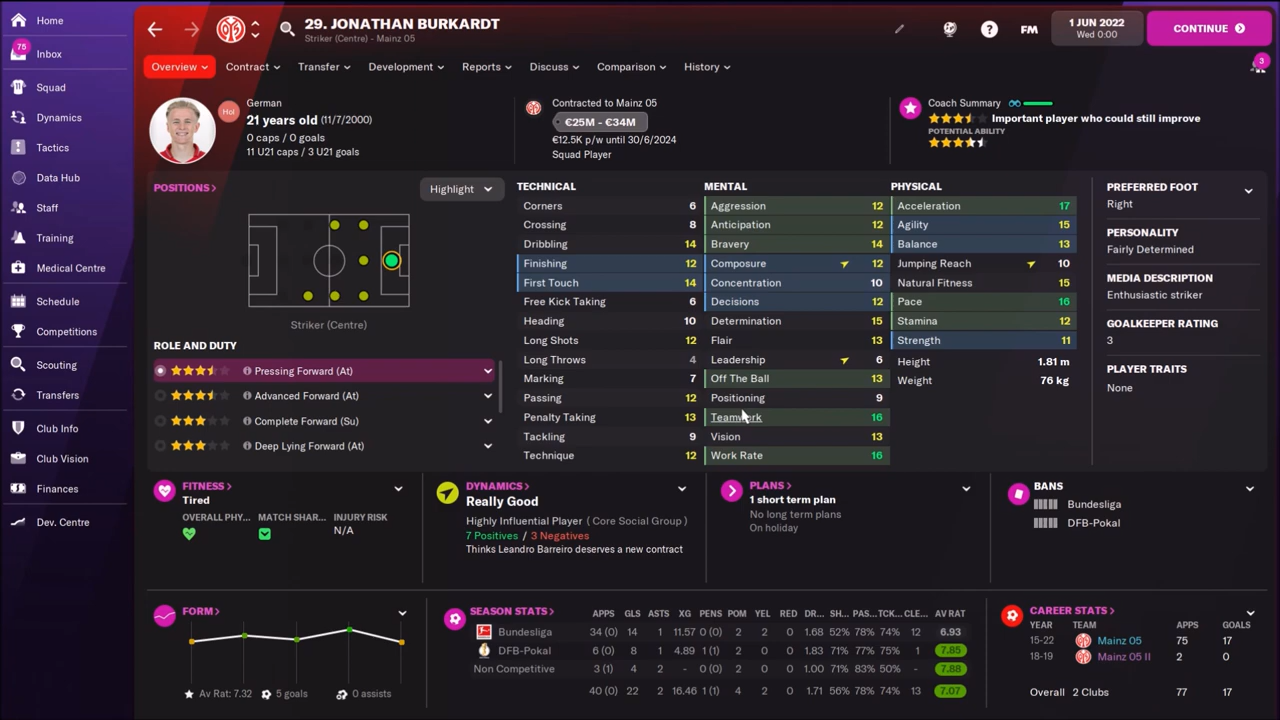 Home
75
Inbox
Squad
Dynamics
Tactics
Data Hub
Staff
Training
Medical Centre
Schedule
Competitions
Scouting
Transfers
Club Info
Club Vision
Finances
Dev. Centre
29. JONATHAN BURKARDT
Striker (Centre) - Mainz 05
FM
1 JUN 2022
Wed 0:00
CONTINUE
Overview
Contract
Transfer
Development
Reports
Discuss
Comparison
History
3
Hol
German
21 years old (11/7/2000)
0 caps / 0 goals
11 U21 caps / 3 U21 goals
Contracted to Mainz 05
€25M - €34M
€12.5K p/w until 30/6/2024
Squad Player
Coach Summary
Important player who could still improve
POTENTIAL ABILITY
POSITIONS
Highlight
Striker (Centre)
ROLE AND DUTY
Pressing Forward (At)
Advanced Forward (At)
Complete Forward (Su)
Deep Lying Forward (At)
TECHNICAL
Corners 6
Crossing 8
Dribbling 14
Finishing 12
First Touch 14
Free Kick Taking 6
Heading 10
Long Shots 12
Long Throws 4
Marking 7
Passing 12
Penalty Taking 13
Tackling 9
Technique 12
MENTAL
Aggression 12
Anticipation 12
Bravery 14
Composure 12
Concentration 10
Decisions 12
Determination 15
Flair 13
Leadership 6
Off The Ball 13
Positioning 9
Teamwork 16
Vision 13
Work Rate 16
PHYSICAL
Acceleration 17
Agility 15
Balance 13
Jumping Reach 10
Natural Fitness 15
Pace 16
Stamina 12
Strength 11
Height 1.81 m
Weight 76 kg
PREFERRED FOOT
Right
PERSONALITY
Fairly Determined
MEDIA DESCRIPTION
Enthusiastic striker
GOALKEEPER RATING
3
PLAYER TRAITS
None
FITNESS
Tired
OVERALL PHY... MATCH SHAR... INJURY RISK
N/A
DYNAMICS
Really Good
Highly Influential Player ( Core Social Group )
7 Positives / 3 Negatives
Thinks Leandro Barreiro deserves a new contract
PLANS
1 short term plan
No long term plans
On holiday
BANS
Bundesliga
DFB-Pokal
FORM
Av Rat: 7.32 5 goals 0 assists
SEASON STATS APPS GLS ASTS XG PENS POM YEL RED DR... SH... PAS... TCK... CLE... AV RAT
Bundesliga 34 (0) 14 1 11.57 0 (0) 2 2 0 1.68 52% 78% 74% 12 6.93
DFB-Pokal 6 (0) 8 1 4.89 1 (1) 2 0 0 1.83 71% 77% 75% 1 7.85
Non Competitive 3 (1) 4 2 - 0 (0) 0 0 0 1.00 71% 83% 50% - 7.88
40 (0) 22 2 16.46 1 (1) 4 2 0 1.71 56% 78% 74% 13 7.07
CAREER STATS
YEAR TEAM APPS GOALS
15-22 Mainz 05 75 17
18-19 Mainz 05 II 2 0
Overall 2 Clubs 77 17